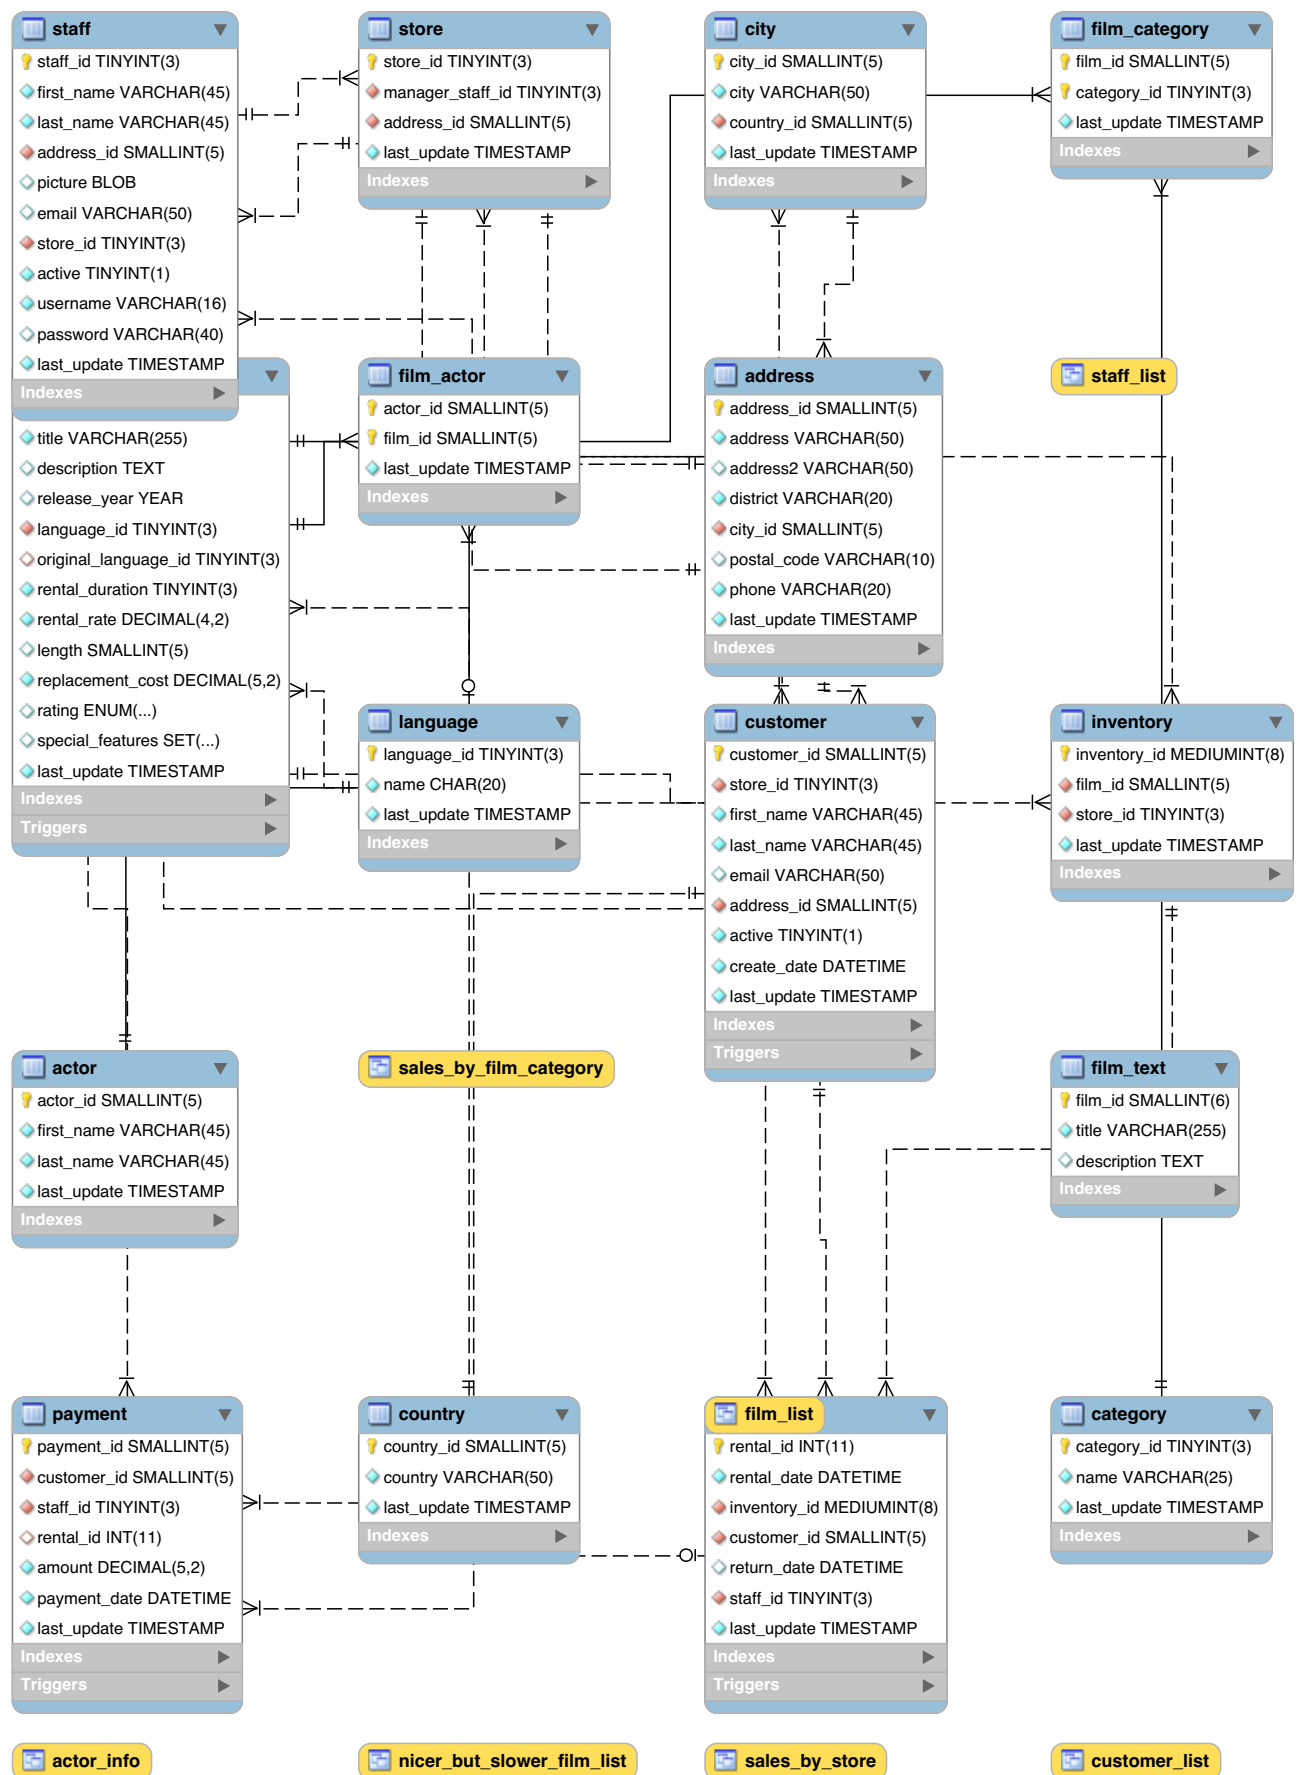 staff
staff_id TINYINT(3)
first_name VARCHAR(45)
last_name VARCHAR(45)
address_id SMALLINT(5)
picture BLOB
email VARCHAR(50)
store_id TINYINT(3)
active TINYINT(1)
username VARCHAR(16)
password VARCHAR(40)
last_update TIMESTAMP
Indexes
store
store_id TINYINT(3)
manager_staff_id TINYINT(3)
address_id SMALLINT(5)
last_update TIMESTAMP
Indexes
city
city_id SMALLINT(5)
city VARCHAR(50)
country_id SMALLINT(5)
last_update TIMESTAMP
Indexes
film_category
film_id SMALLINT(5)
category_id TINYINT(3)
last_update TIMESTAMP
Indexes
title VARCHAR(255)
description TEXT
release_year YEAR
language_id TINYINT(3)
original_language_id TINYINT(3)
rental_duration TINYINT(3)
rental_rate DECIMAL(4,2)
length SMALLINT(5)
replacement_cost DECIMAL(5,2)
rating ENUM(...)
special_features SET(...)
last_update TIMESTAMP
Indexes
Triggers
film_actor
actor_id SMALLINT(5)
film_id SMALLINT(5)
last_update TIMESTAMP
Indexes
address
address_id SMALLINT(5)
address VARCHAR(50)
address2 VARCHAR(50)
district VARCHAR(20)
city_id SMALLINT(5)
postal_code VARCHAR(10)
phone VARCHAR(20)
last_update TIMESTAMP
Indexes
staff_list
language
language_id TINYINT(3)
name CHAR(20)
last_update TIMESTAMP
Indexes
customer
customer_id SMALLINT(5)
store_id TINYINT(3)
first_name VARCHAR(45)
last_name VARCHAR(45)
email VARCHAR(50)
address_id SMALLINT(5)
active TINYINT(1)
create_date DATETIME
last_update TIMESTAMP
Indexes
Triggers
inventory
inventory_id MEDIUMINT(8)
film_id SMALLINT(5)
store_id TINYINT(3)
last_update TIMESTAMP
Indexes
actor
actor_id SMALLINT(5)
first_name VARCHAR(45)
last_name VARCHAR(45)
last_update TIMESTAMP
Indexes
sales_by_film_category
film_text
film_id SMALLINT(6)
title VARCHAR(255)
description TEXT
Indexes
payment
payment_id SMALLINT(5)
customer_id SMALLINT(5)
staff_id TINYINT(3)
rental_id INT(11)
amount DECIMAL(5,2)
payment_date DATETIME
last_update TIMESTAMP
Indexes
Triggers
country
country_id SMALLINT(5)
country VARCHAR(50)
last_update TIMESTAMP
Indexes
film_list
rental_id INT(11)
rental_date DATETIME
inventory_id MEDIUMINT(8)
customer_id SMALLINT(5)
return_date DATETIME
staff_id TINYINT(3)
last_update TIMESTAMP
Indexes
Triggers
category
category_id TINYINT(3)
name VARCHAR(25)
last_update TIMESTAMP
Indexes
actor_info
nicer_but_slower_film_list
sales_by_store
customer_list